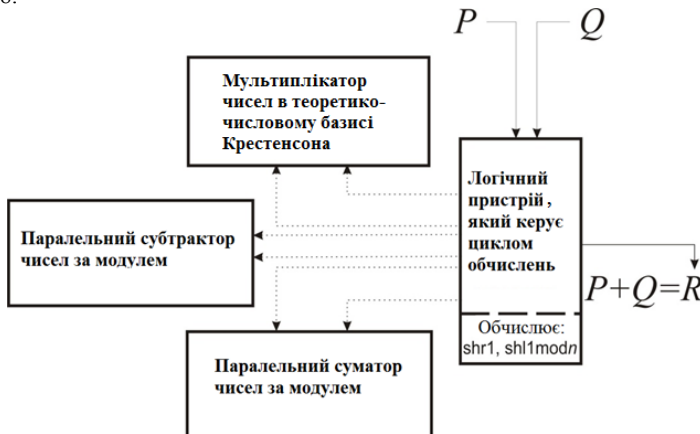 P Q
Мультиплікатор
чисел в теоретико-
числовому базисі
Крестенсона
Логічний
пристрій ,
який керує
циклом
обчислень
Паралельний субтрактор
чисел за модулем
P+Q=R
Обчислює:
shr1, shl1modn
Паралельний суматор
чисел за модулем